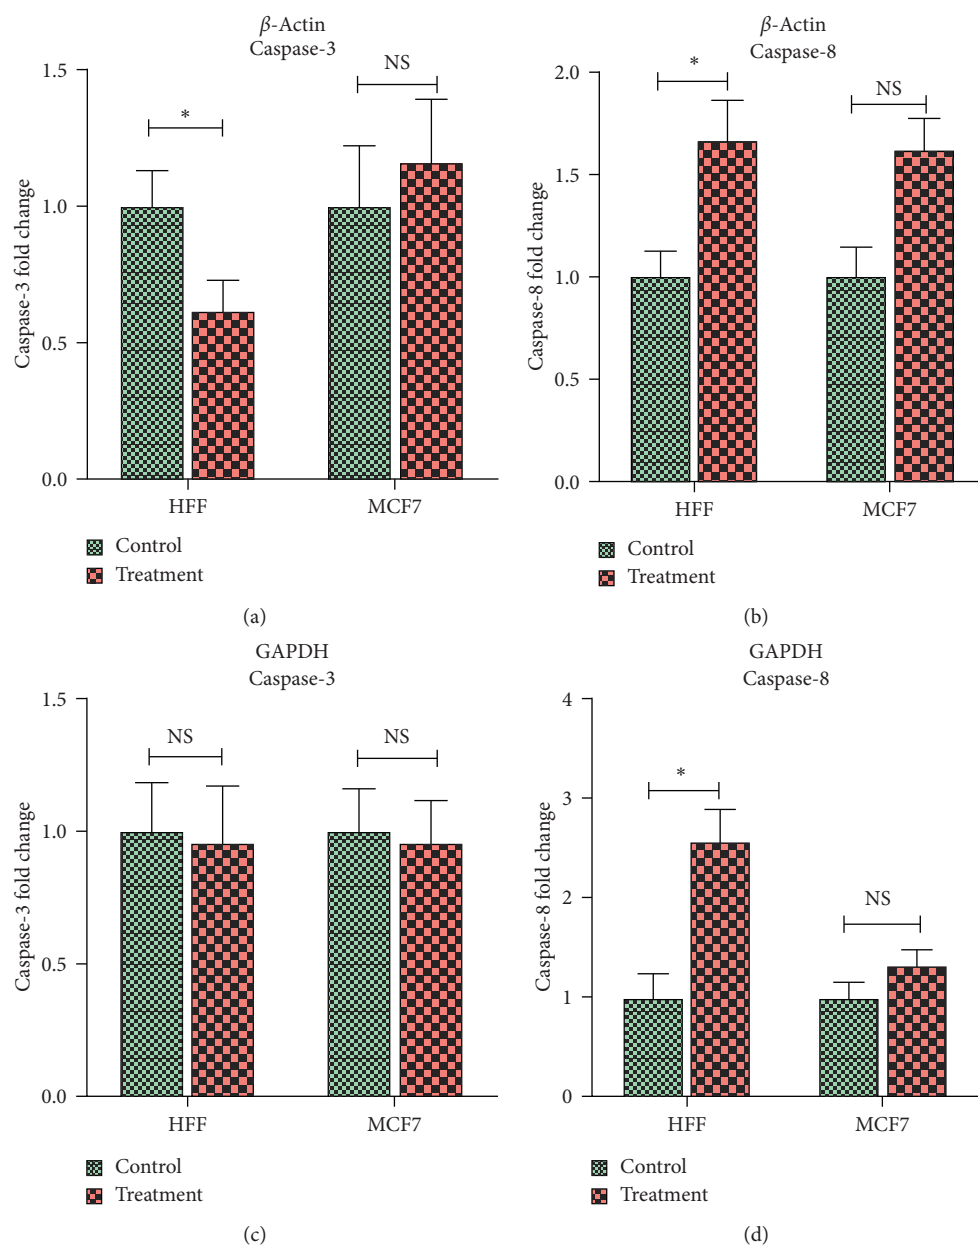 β-Actin
Caspase-3
1.5
1.0
0.5
0.0
Caspase-3 fold change
*
NS
HFF
MCF7
Control
Treatment
(a)
β-Actin
Caspase-8
2.0
1.5
1.0
0.5
0.0
Caspase-8 fold change
*
NS
HFF
MCF7
Control
Treatment
(b)
GAPDH
Caspase-3
1.5
1.0
0.5
0.0
Caspase-3 fold change
NS
NS
HFF
MCF7
Control
Treatment
(c)
GAPDH
Caspase-8
4
3
2
1
0
Caspase-8 fold change
*
NS
HFF
MCF7
Control
Treatment
(d)